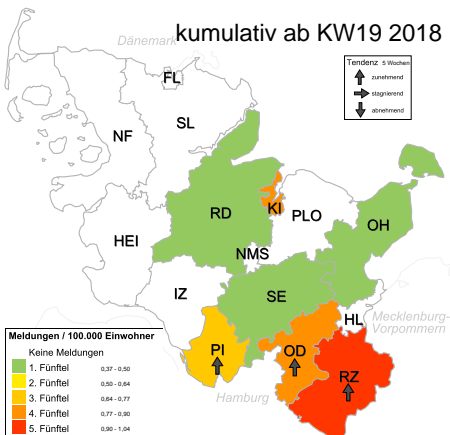 kumulativ ab KW19 2018
Dänemark
Tendenz 5 Wochen
zunehmend
stagnierend
abnehmend
FL
SL
NF
RD
KI
PLO
OH
HEI
NMS
IZ
SE
HL
Mecklenburg-
Vorpommern
PI
OD
RZ
Hamburg
Meldungen / 100.000 Einwohner
Keine Meldungen
1. Fünftel 0,37 - 0,50
2. Fünftel 0,50 - 0,64
3. Fünftel 0,64 - 0,77
4. Fünftel 0,77 - 0,90
5. Fünftel 0,90 - 1,04